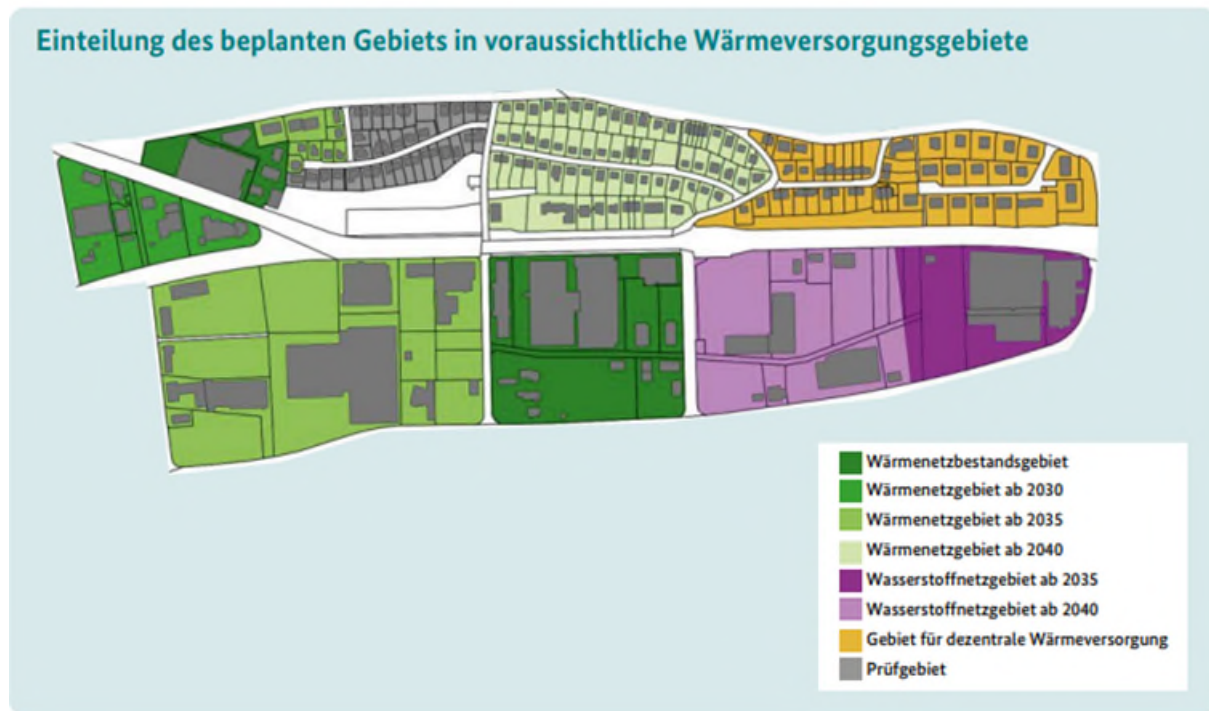 Einteilung des beplanten Gebiets in voraussichtliche Wärmeversorgungsgebiete
Wärmenetzbestandsgebiet
Wärmenetzgebiet ab 2030
Wärmenetzgebiet ab 2035
Wärmenetzgebiet ab 2040
Wasserstoffnetzgebiet ab 2035
Wasserstoffnetzgebiet ab 2040
Gebiet für dezentrale Wärmeversorgung
Prüfgebiet